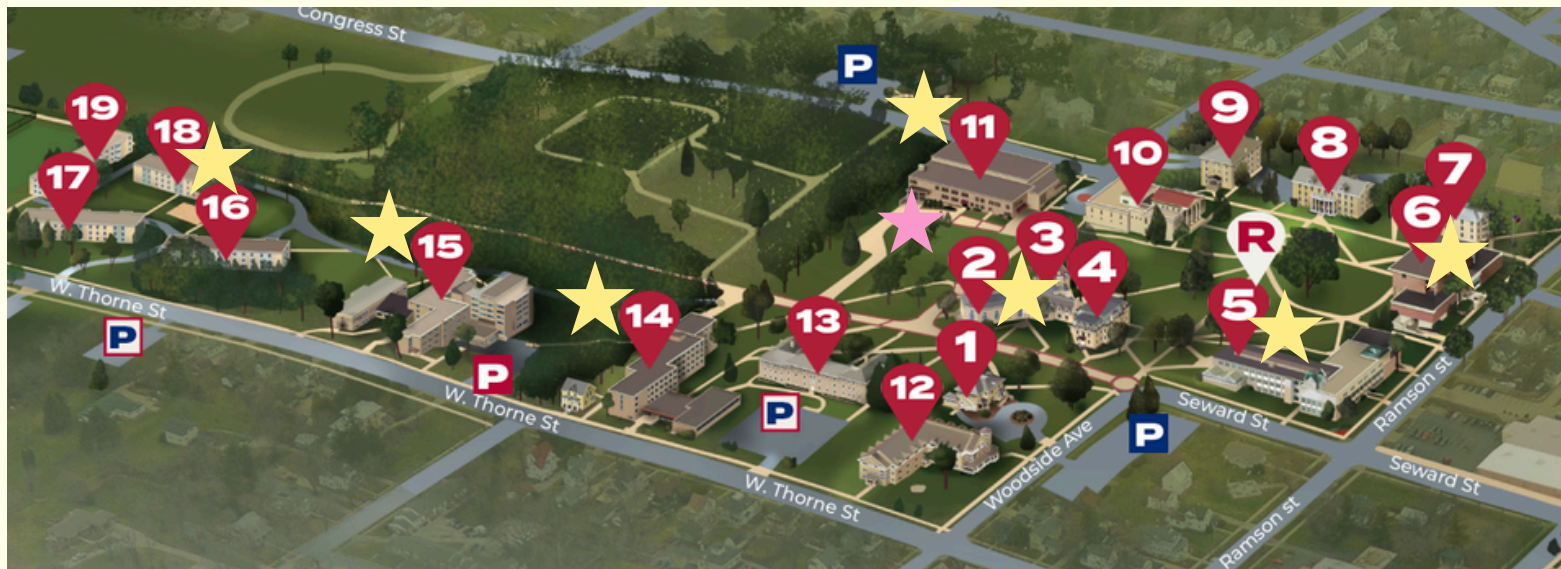 Congress St
P
19
18
17
16
15
14
13
12
11
10
9
8
7
6
5
4
3
2
1
R
P
P
P
P
W. Thorne St
W. Thorne St
W. Thorne St
Woodside Ave
Seward St
Seward St
Ramson st
Ramson st